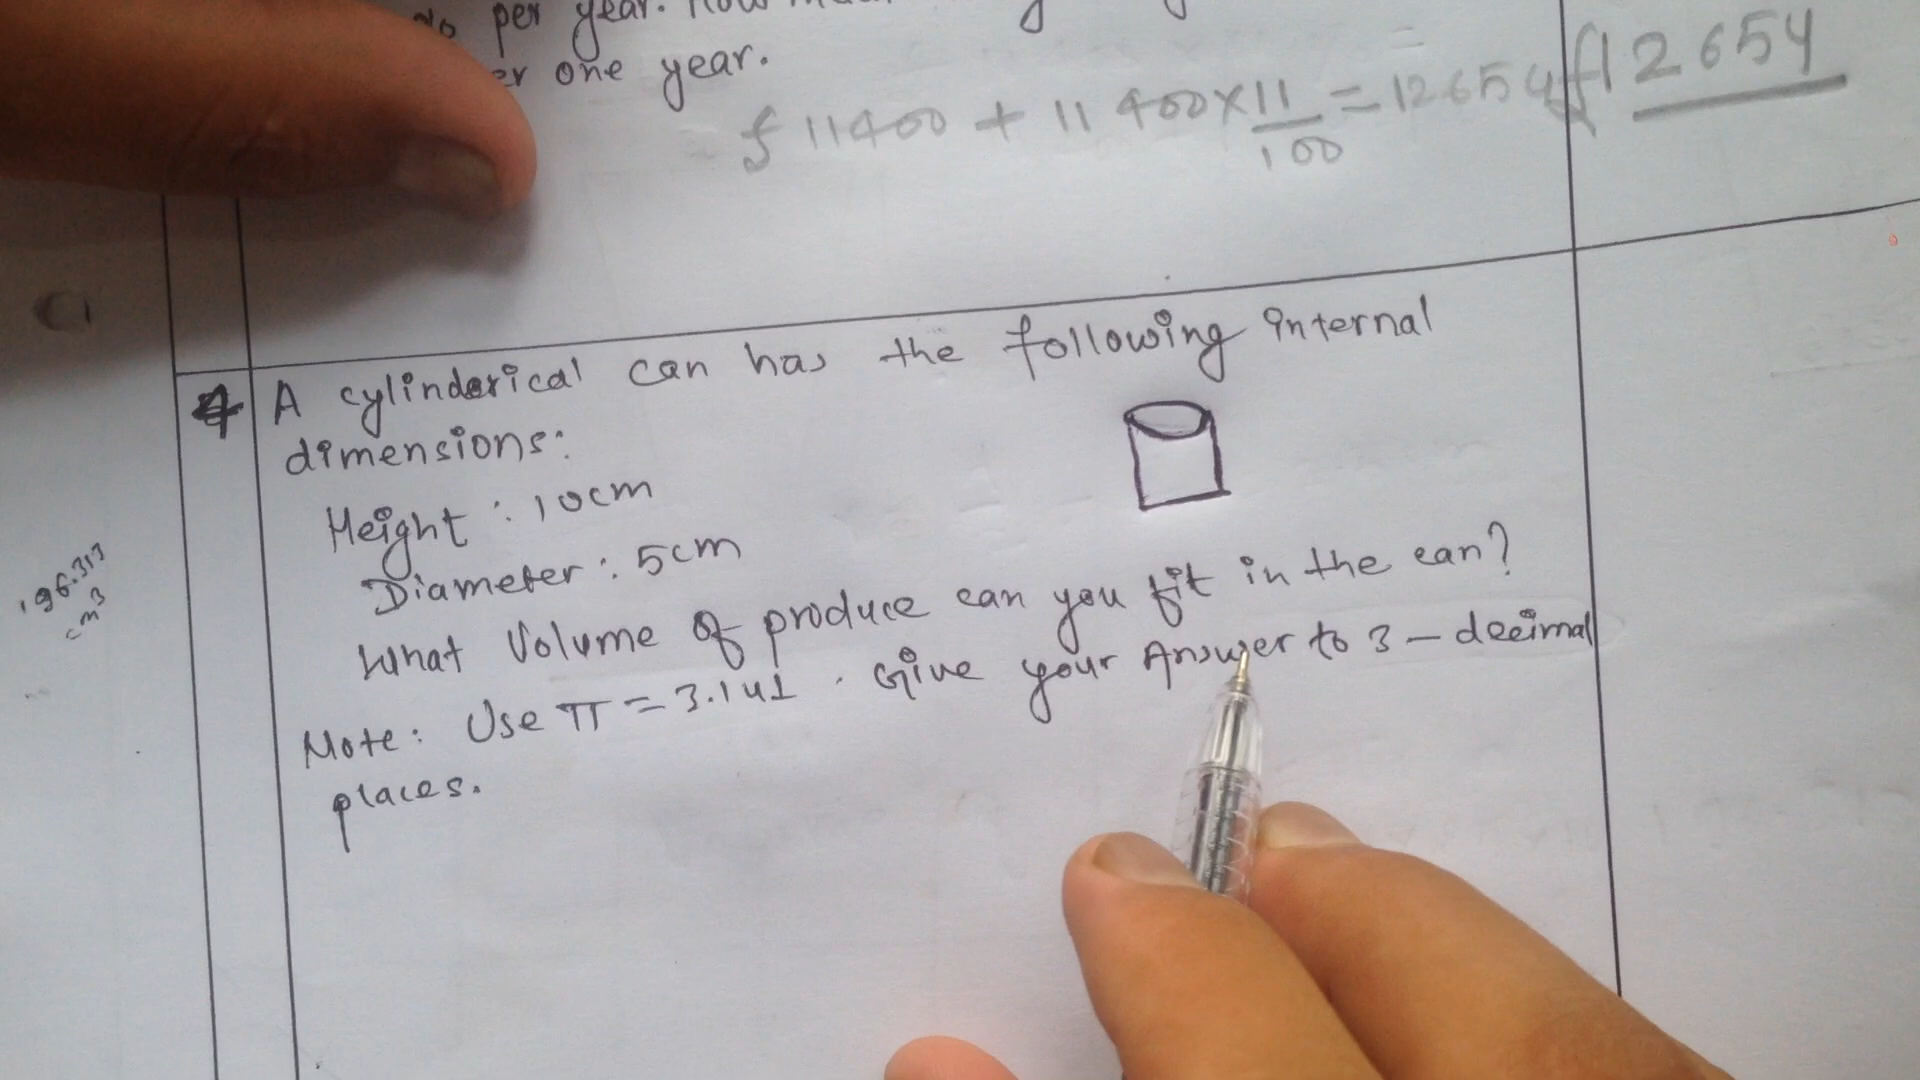 per year.
one year.
£ 11400 + 11400 x 11/100 = 12654 £12654
4 A cylinderical can has the following internal
dimensions:
Height : 10cm
Diameter : 5cm
What Volume of produce can you fit in the can?
Note: Use π = 3.141 . Give your Answer to 3 - decimal
places.
196.313
cm3